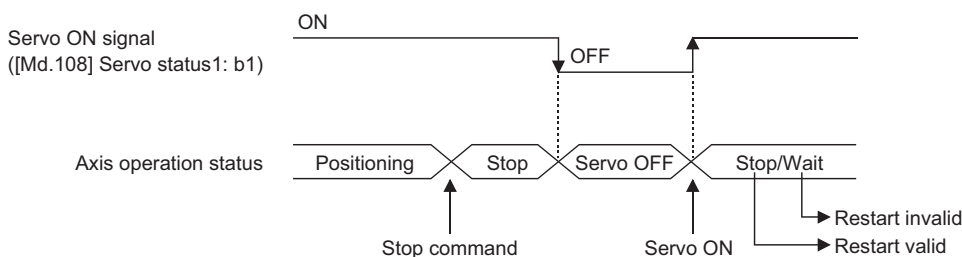 ON
Servo ON signal
([Md.108] Servo status1: b1)
OFF
Axis operation status
Positioning
Stop
Servo OFF
Stop/Wait
Restart invalid
Restart valid
Stop command
Servo ON